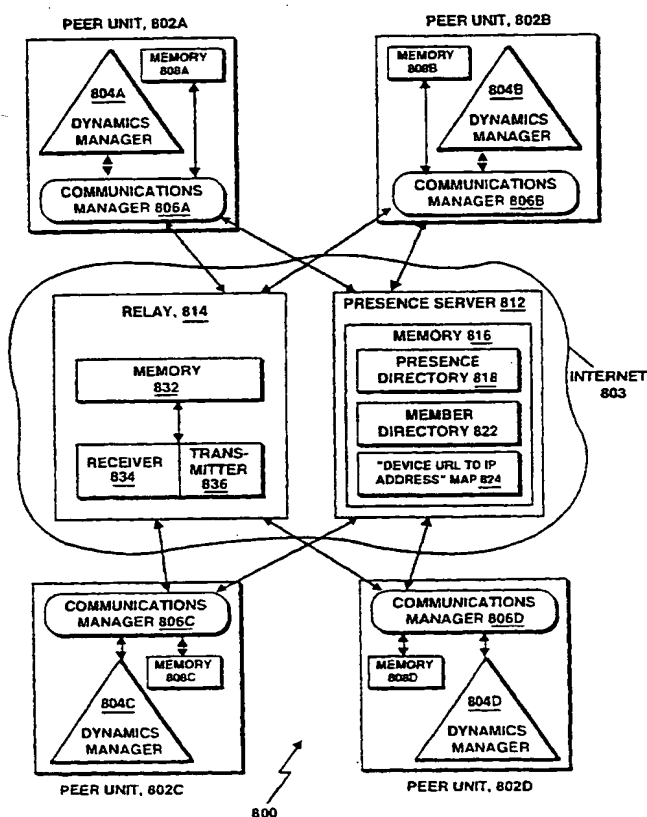 PEER UNIT, 802A
PEER UNIT, 802B
MEMORY
808A
804A
DYNAMICS
MANAGER
COMMUNICATIONS
MANAGER 806A
MEMORY
808B
804B
DYNAMICS
MANAGER
COMMUNICATIONS
MANAGER 806B
RELAY, 814
MEMORY
832
RECEIVER
834
TRANS-
MITTER
836
PRESENCE SERVER 812
MEMORY 816
PRESENCE
DIRECTORY 818
MEMBER
DIRECTORY 822
"DEVICE URL TO IP
ADDRESS" MAP 824
INTERNET
803
COMMUNICATIONS
MANAGER 806C
MEMORY
808C
804C
DYNAMICS
MANAGER
COMMUNICATIONS
MANAGER 806D
MEMORY
808D
804D
DYNAMICS
MANAGER
PEER UNIT, 802C
PEER UNIT, 802D
800